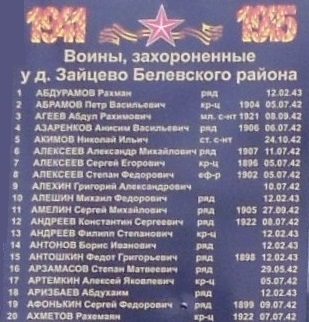 1941 1945
Воины, захороненные
у д. Зайцево Белевского района
1 АБДУРАМОВ Рахман ряд 12.02.43
2 АБРАМОВ Петр Васильевич кр-ц 1904 05.07.42
3 АГЕЕВ Абдул Рахимович мл. с-нт 1921 08.09.42
4 АЗАРЕНКОВ Анисим Васильевич ряд 1906 06.07.42
5 АКИМОВ Николай Ильич ст. с-нт 24.10.42
6 АЛЕКСЕЕВ Александр Михайлович ряд 1907 11.07.42
7 АЛЕКСЕЕВ Сергей Егорович кр-ц 1896 05.07.42
8 АЛЕКСЕЕВ Степан Федорович еф-р 1902 05.07.42
9 АЛЕХИН Григорий Александрович 10.07.42
10 АЛЕШИН Михаил Федорович ряд 12.02.43
11 АМЕЛИН Сергей Михайлович ряд 1905 27.09.42
12 АНДРЕЕВ Константин Сергеевич ряд 1922 08.07.42
13 АНДРЕЕВ Филипп Степанович кр-ц 12.02.43
14 АНТОНОВ Борис Иванович ряд 12.02.43
15 АНТОШКИН Федот Григорьевич ряд 1898 12.02.43
16 АРЗАМАСОВ Степан Матвеевич ряд 29.05.42
17 АРТЕМКИН Алексей Яковлевич кр-ц 05.07.42
18 АРИЗБАЕВ Абдухаим ряд 12.02.43
19 АФОНЬКИН Сергей Федорович ряд 1899 09.07.42
20 АХМЕТОВ Рахемаян кр-ц 1922 07.07.42